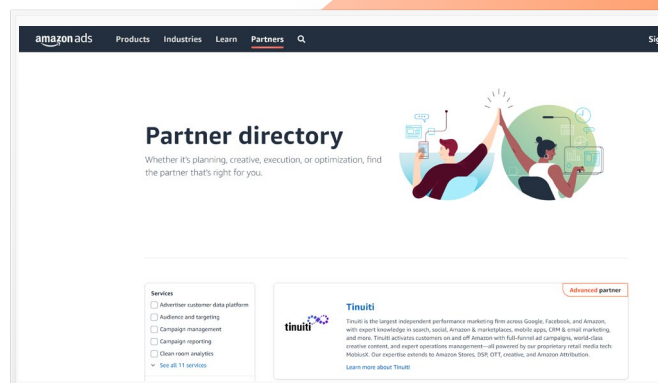 amazon ads Products Industries Learn Partners
Partner directory
Whether it's planning, creative, execution, or optimization, find
the partner that's right for you.
Services
Advertiser customer data platform
Audience and targeting
Campaign management
Campaign reporting
Clean room analytics
See all 11 services
Advanced partner
tinuiti
Tinuiti
Tinuiti is the largest independent performance marketing firm across Google, Facebook, and Amazon,
with expert knowledge in search, social, Amazon & marketplaces, mobile apps, CRM & email marketing,
and more. Tinuiti activates customers on and off Amazon with full-funnel ad campaigns, world-class
creative content, and expert operations management—all powered by our proprietary retail media tech:
MobiusX. Our expertise extends to Amazon Stores, DSP, OTT, creative, and Amazon Attribution.
Learn more about Tinuiti